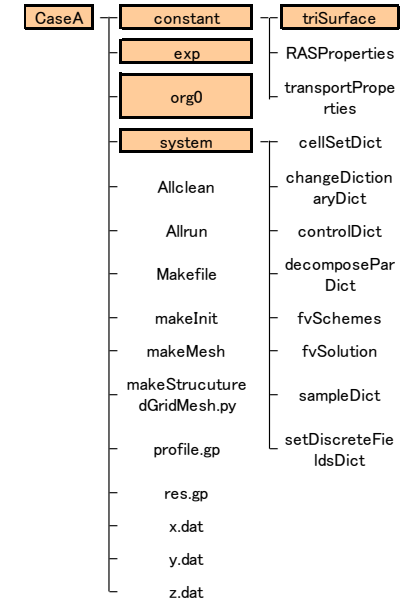 CaseA
constant
triSurface
exp
RASProperties
org0
transportPrope
rties
system
cellSetDict
Allclean
changeDiction
aryDict
Allrun
controlDict
Makefile
decomposePar
Dict
makeInit
fvSchemes
makeMesh
fvSolution
makeStrucuture
dGridMesh.py
sampleDict
profile.gp
setDiscreteFie
ldsDict
res.gp
x.dat
y.dat
z.dat